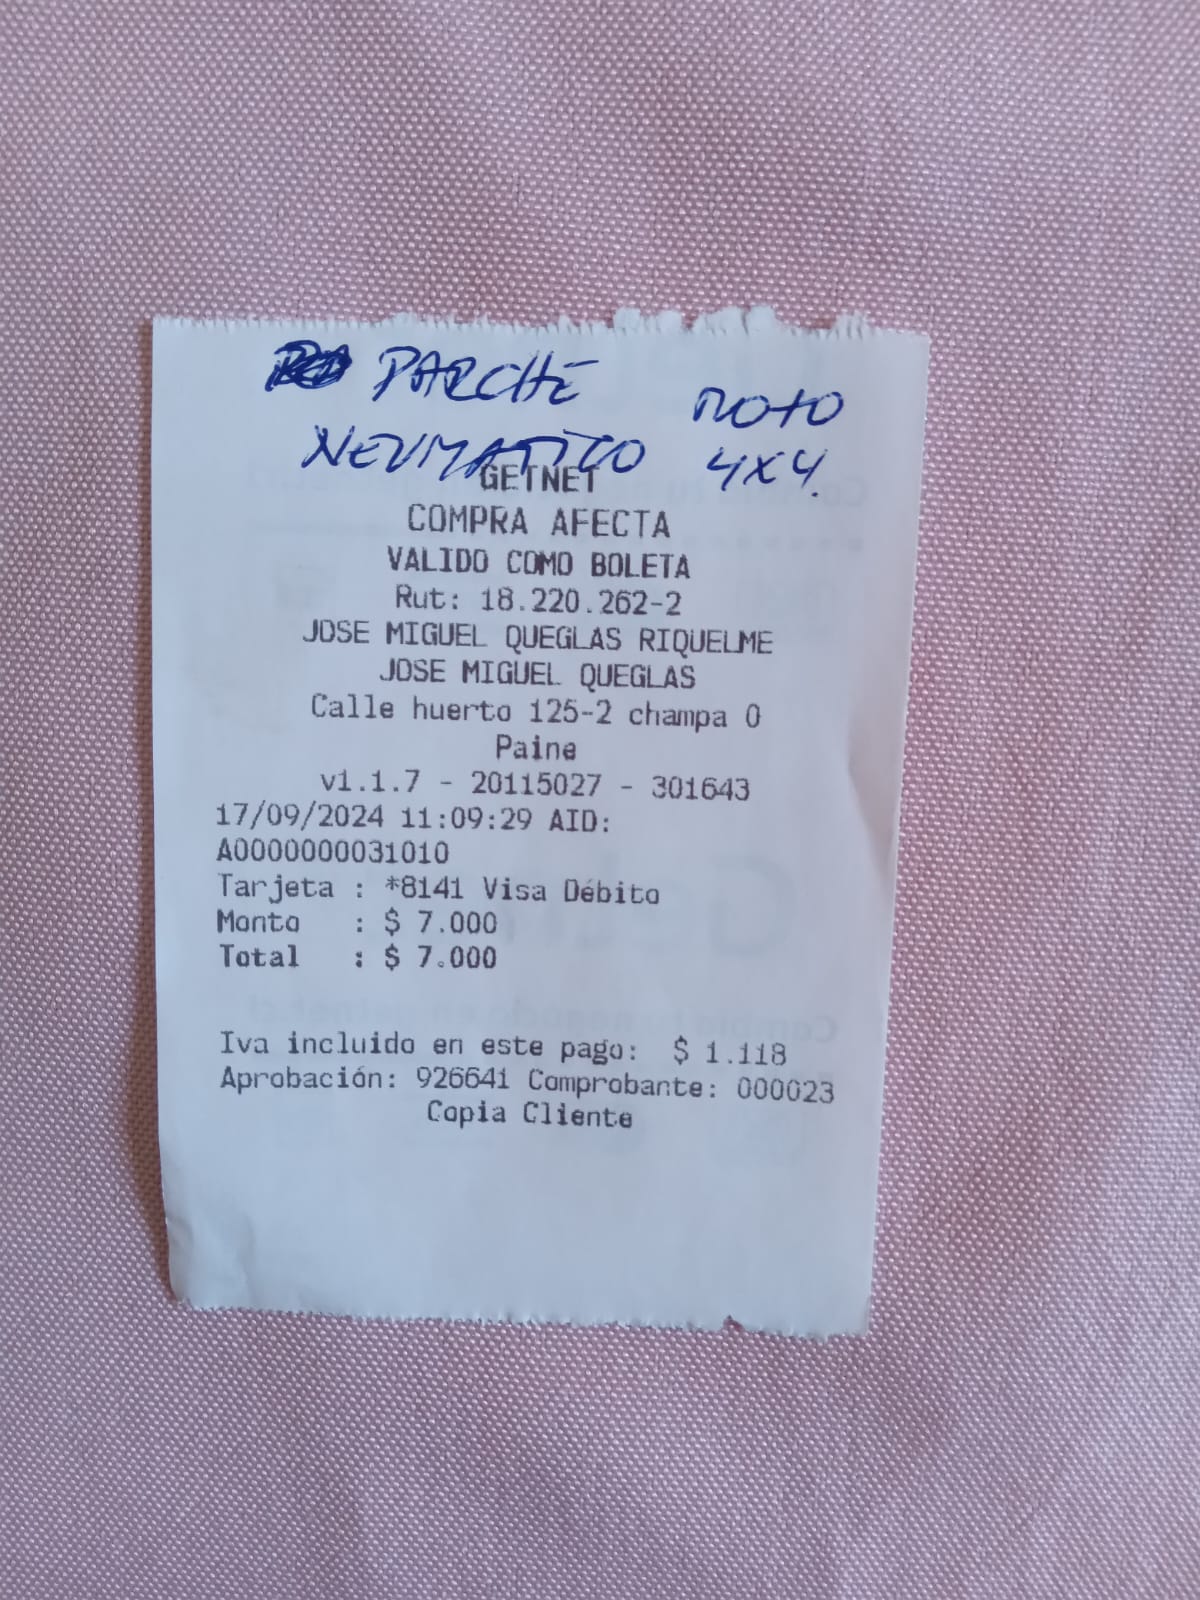 PARCHE MOTO
NEUMATICO 4X4.
GETNET
COMPRA AFECTA
VALIDO COMO BOLETA
Rut: 18.220.262-2
JOSE MIGUEL QUEGLAS RIQUELME
JOSE MIGUEL QUEGLAS
Calle huerto 125-2 champa 0
Paine
v1.1.7 - 20115027 - 301643
17/09/2024 11:09:29 AID:
A0000000031010
Tarjeta : *8141 Visa Débito
Monto : $ 7.000
Total : $ 7.000
Iva incluido en este pago: $ 1.118
Aprobación: 926641 Comprobante: 000023
Copia Cliente